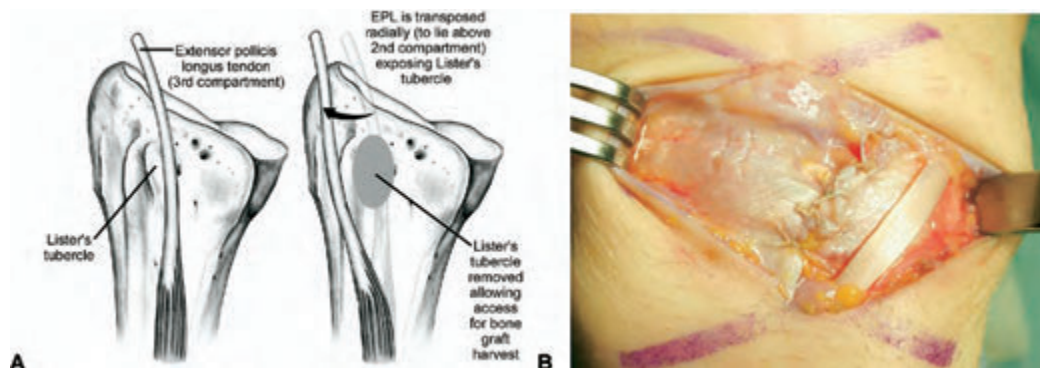 Extensor pollicis
longus tendon
(3rd compartment)
Lister's
tubercle
EPL is transposed
radially (to lie above
2nd compartment)
exposing Lister's
tubercle
Lister's
tubercle
removed
allowing
access
for bone
graft
harvest
A
B